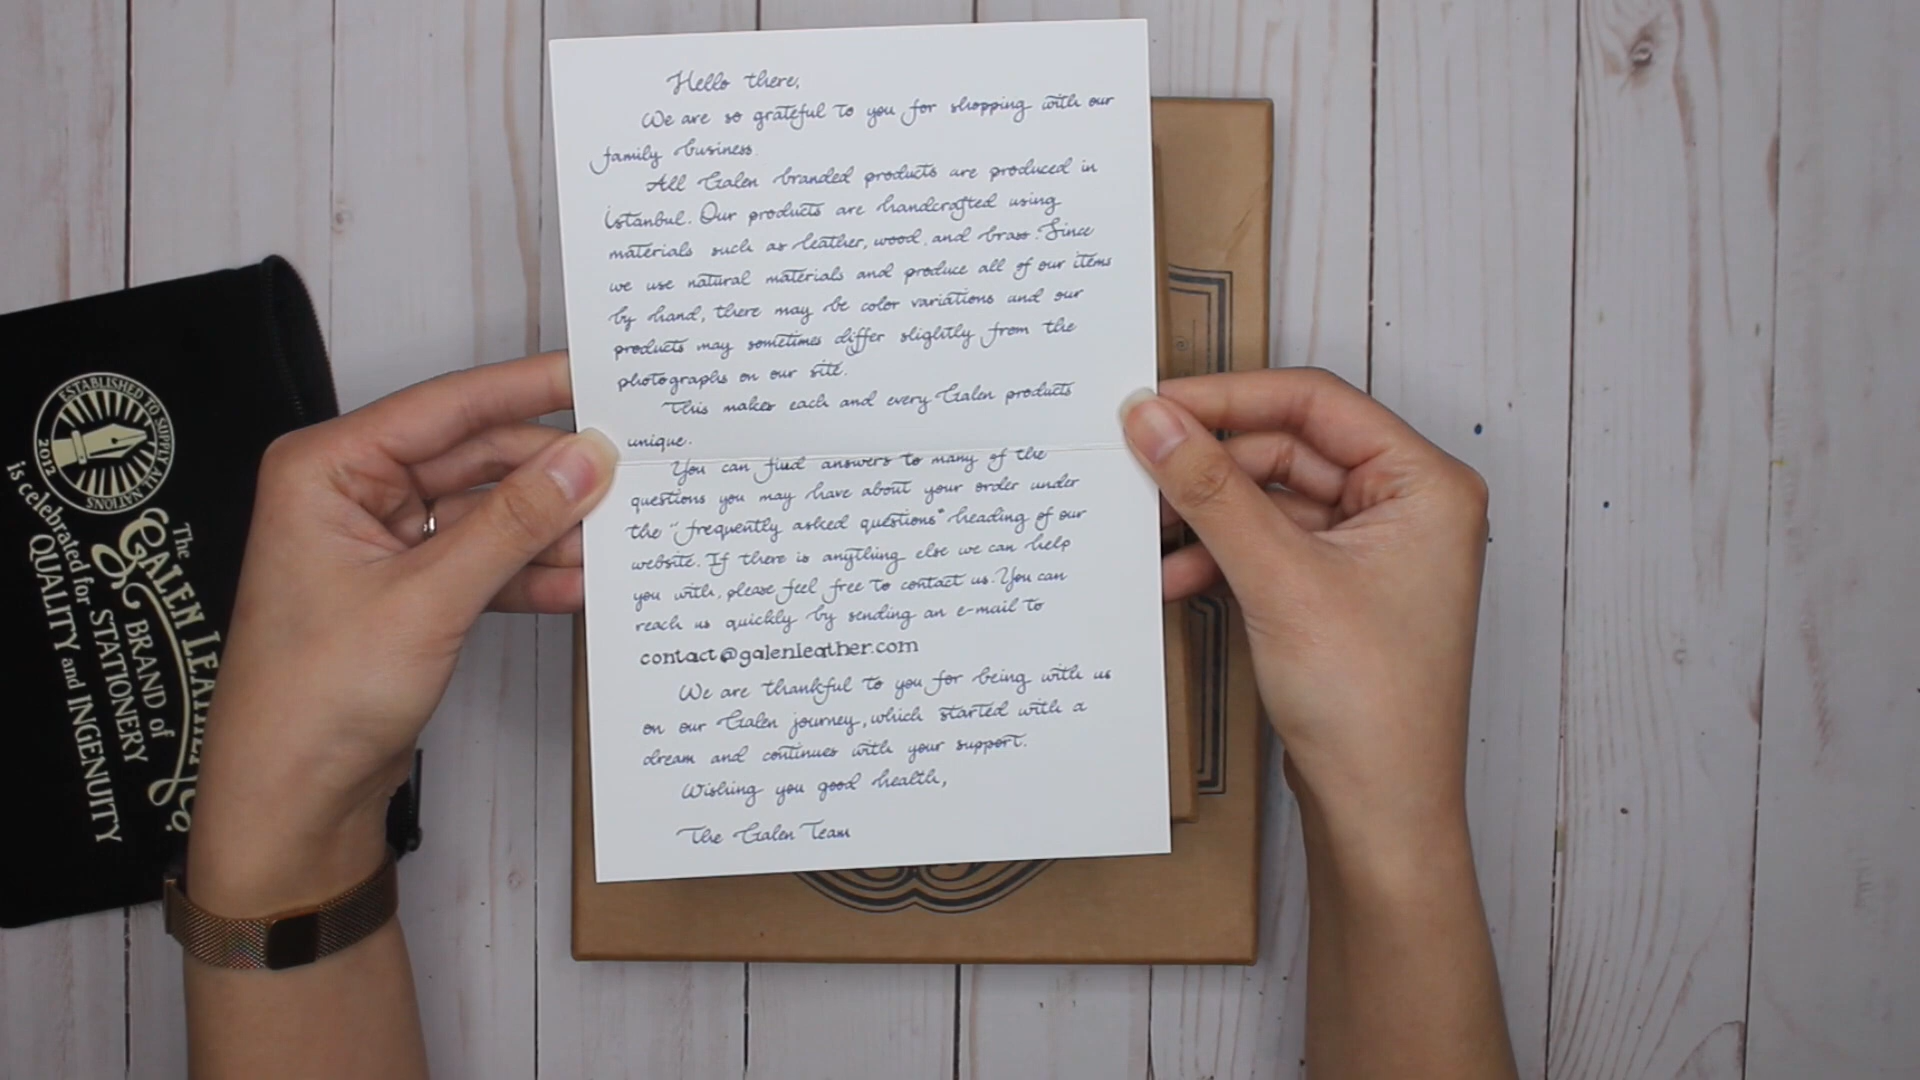 Hello there,
We are so grateful to you for shopping with our
family business.
All Galen branded products are produced in
İstanbul. Our products are handcrafted using
materials such as leather, wood and brass. Since
we use natural materials and produce all of our items
by hand, there may be color variations and our
products may sometimes differ slightly from the
photographs on our site.
This makes each and every Galen products
unique.
You can find answers to many of the
questions you may have about your order under
the "frequently asked questions" heading of our
website. If there is anything else we can help
you with, please feel free to contact us. You can
reach us quickly by sending an e-mail to
contact@galenleather.com
We are thankful to you for being with us
on our Galen journey, which started with a
dream and continues with your support.
Wishing you good health,
The Galen Team
ESTABLISHED TO SUPPLY ALL NATIONS
2012
The
GALEN LEATHER Co.
& BRAND of
STATIONERY
is celebrated for
QUALITY and INGENUITY